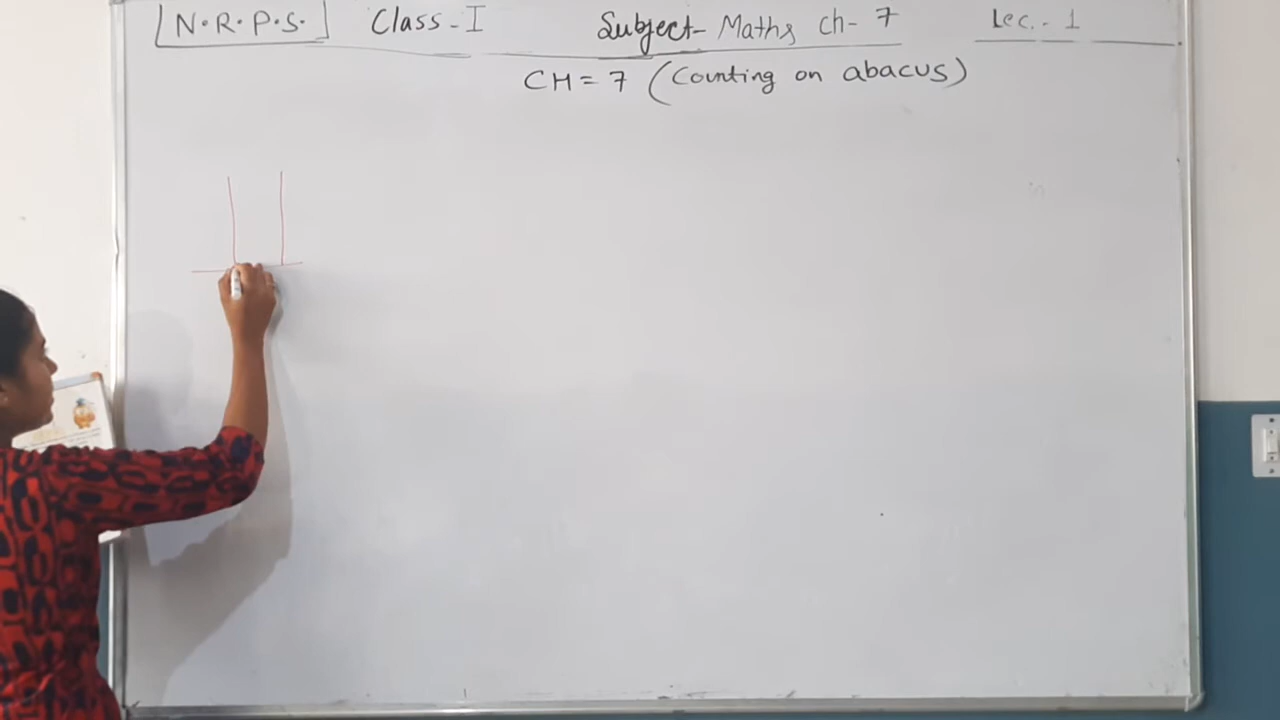 N.R.P.S. Class-I Subject- Maths ch-7 Lec.-1
CH=7 (Counting on abacus)